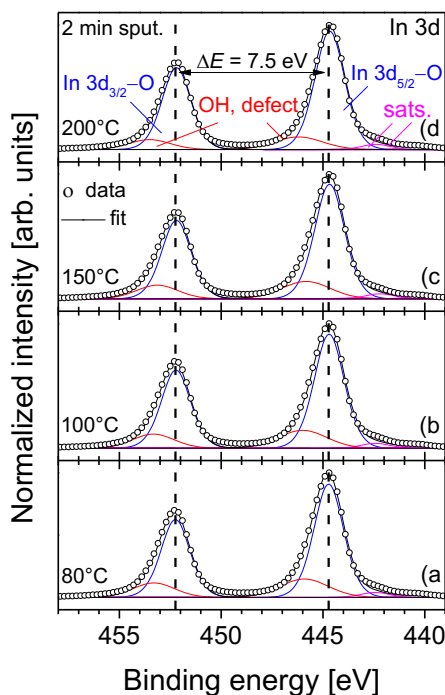 2 min sput.
In 3d
ΔE = 7.5 eV
In 3d3/2−O
In 3d5/2−O
OH, defect
sats.
200°C
(d)
o data
— fit
150°C
(c)
100°C
(b)
80°C
(a
455 450 445 440
Binding energy [eV]
Normalized intensity [arb. units]